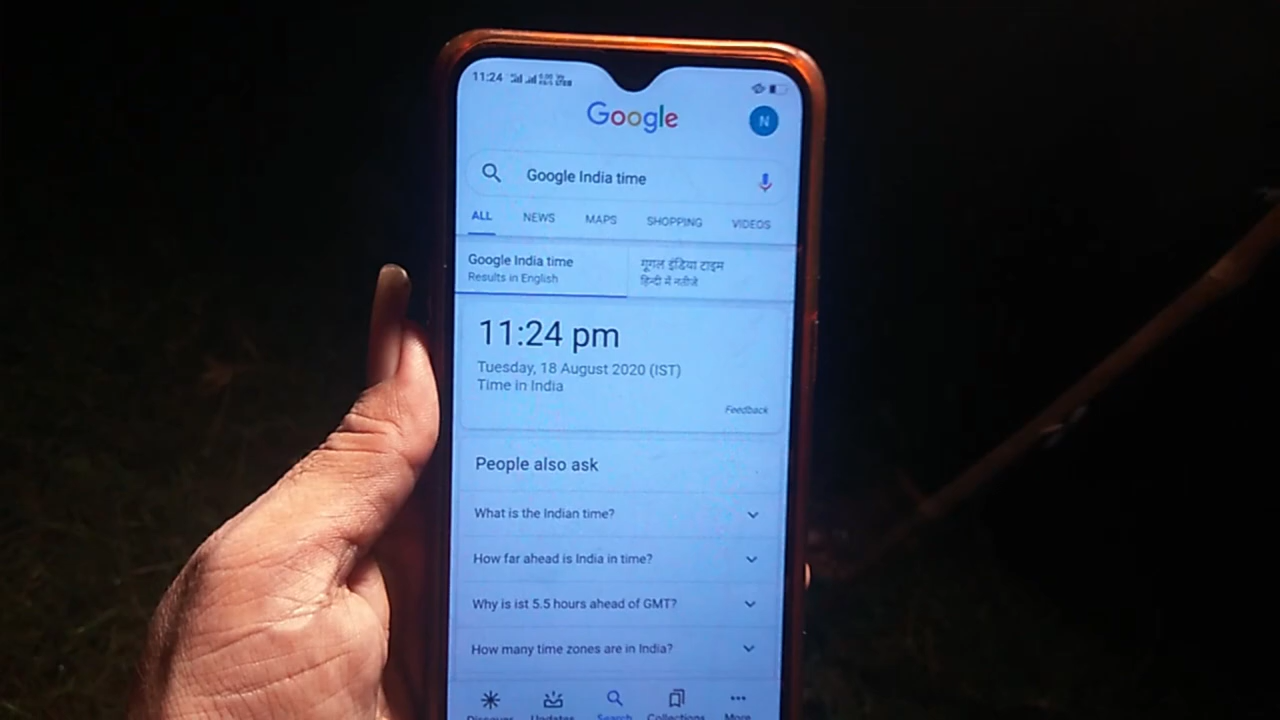 11:24
Google
N
Google India time
ALL NEWS MAPS SHOPPING VIDEOS
Google India time
Results in English
गूगल इंडिया टाइम
हिन्दी में नतीजे
11:24 pm
Tuesday, 18 August 2020 (IST)
Time in India
Feedback
People also ask
What is the Indian time?
How far ahead is India in time?
Why is ist 5.5 hours ahead of GMT?
How many time zones are in India?
Discover Updates Search Collections More